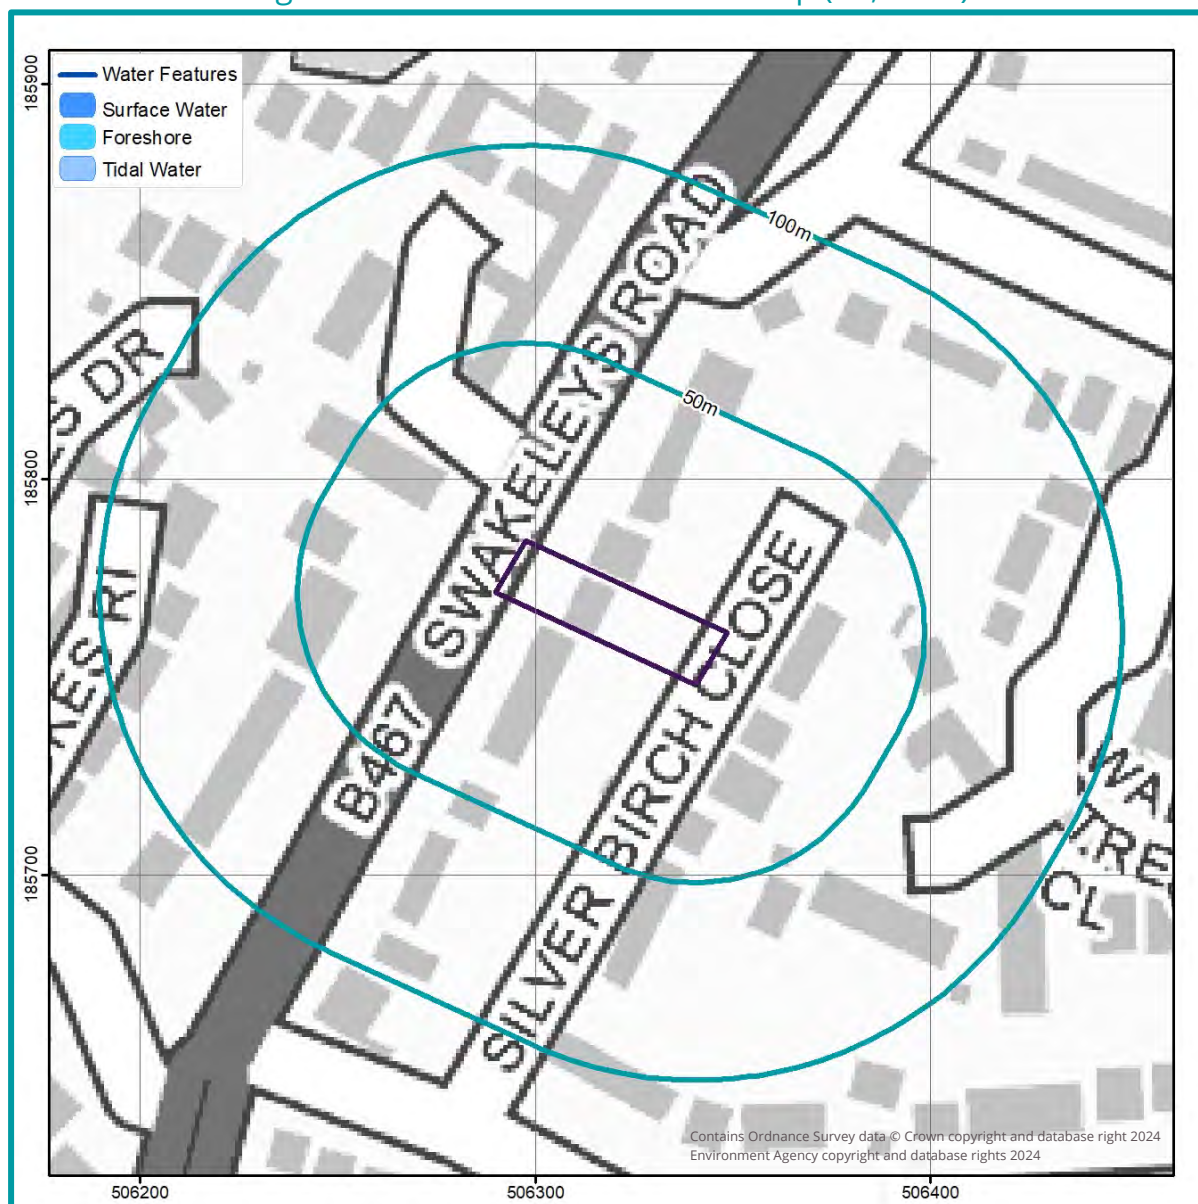 185900
Water Features
Surface Water
Foreshore
Tidal Water
100m
50m
SWAKELEYS ROAD
B467
SILVER BIRCH CLOSE
S DR
KES RI
185800
185700
CL
Contains Ordnance Survey data © Crown copyright and database right 2024
Environment Agency copyright and database rights 2024
506200
506300
506400